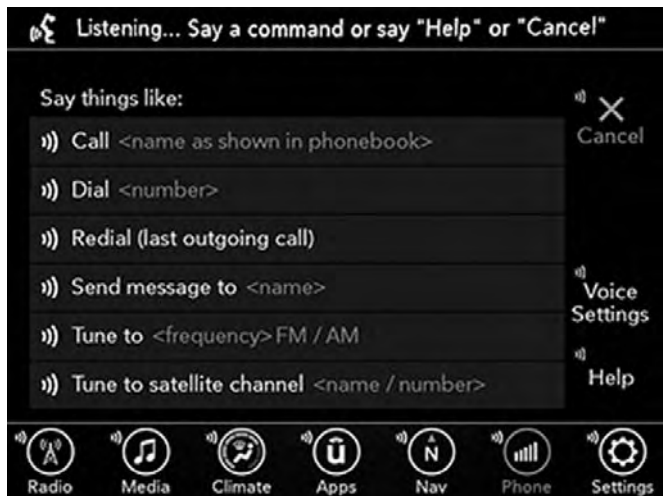 Listening... Say a command or say "Help" or "Cancel"
Say things like:
Cancel
Call <name as shown in phonebook>
Dial <number>
Redial (last outgoing call)
Send message to <name>
Voice
Settings
Tune to <frequency> FM / AM
Tune to satellite channel <name / number>
Help
û
N
Radio Media Climate Apps Nav Phone Settings